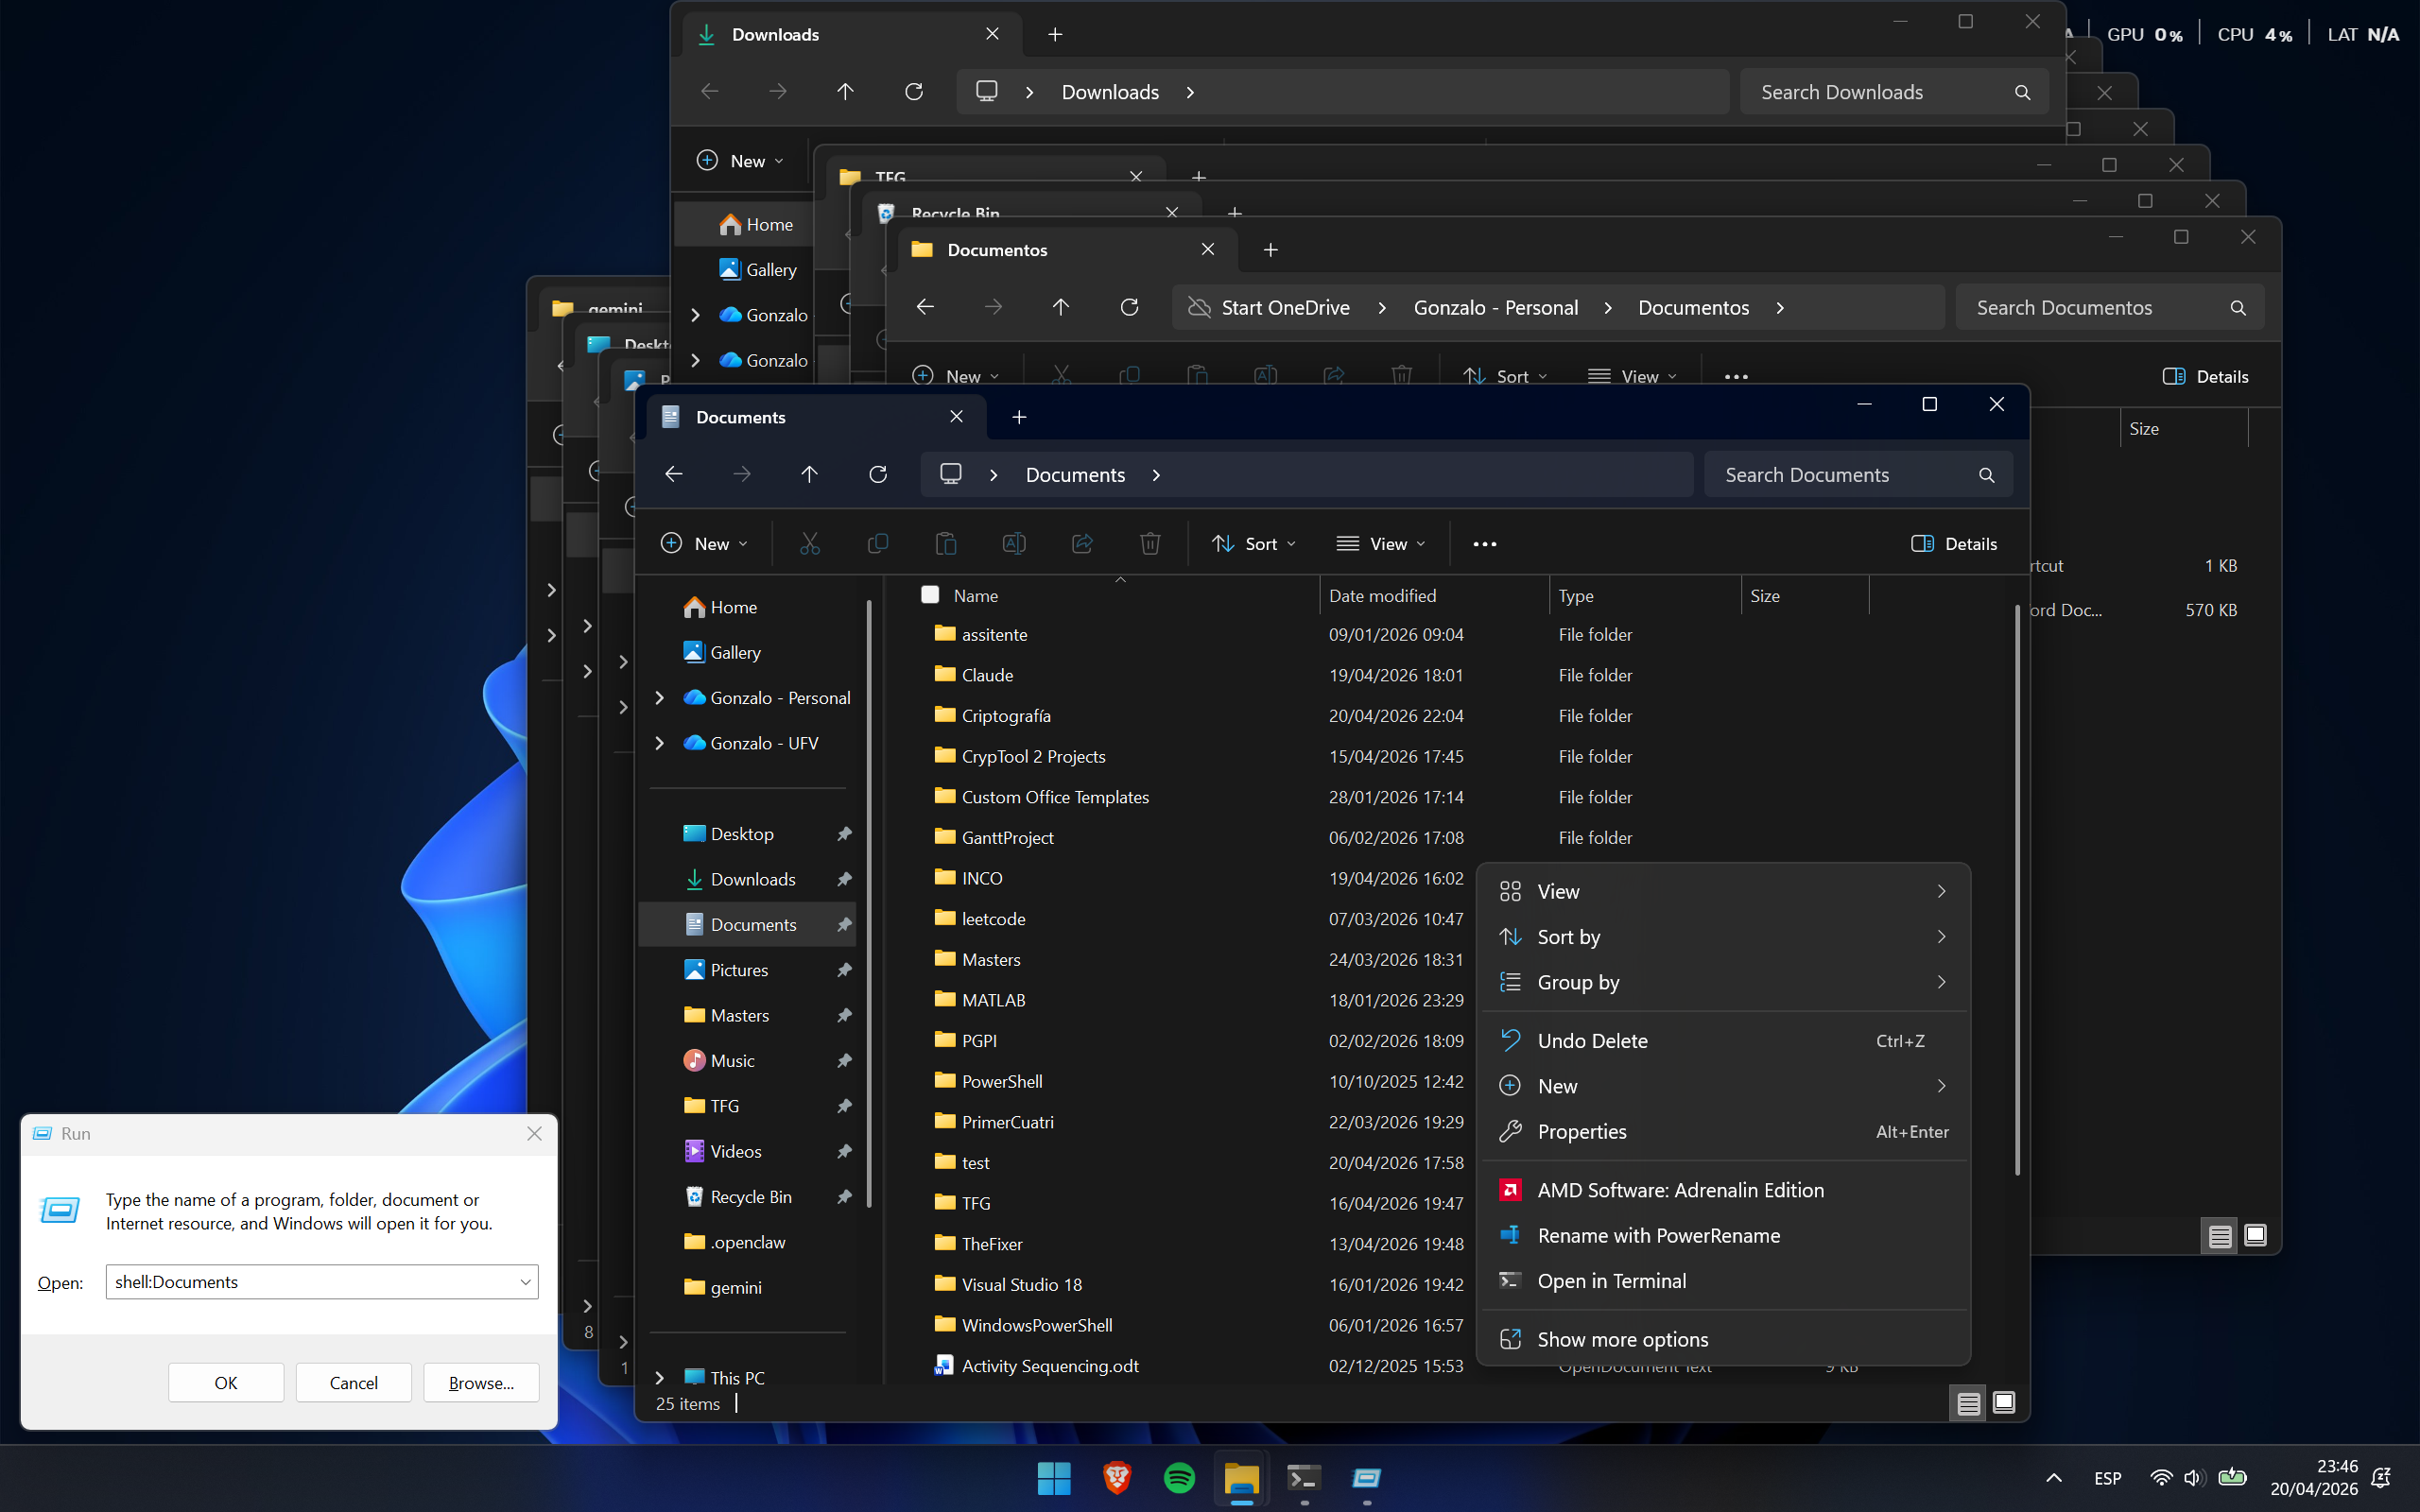 Downloads
GPU 0%
CPU 4%
LAT N/A
Downloads
Search Downloads
New
TFG
Home
Recycle Bin
Gallery
Documentos
Gonzalo
Start OneDrive
Gonzalo - Personal
Documentos
Search Documentos
gemini
Gonzalo
New
Sort
View
Details
Size
rtcut
1 KB
ord Doc...
570 KB
8
1
Documents
Documents
Search Documents
New
Sort
View
Details
Home
Gallery
Gonzalo - Personal
Gonzalo - UFV
Desktop
Downloads
Documents
Pictures
Masters
Music
TFG
Videos
Recycle Bin
.openclaw
gemini
This PC
Name Date modified Type Size
assitente 09/01/2026 09:04 File folder
Claude 19/04/2026 18:01 File folder
Criptografía 20/04/2026 22:04 File folder
CrypTool 2 Projects 15/04/2026 17:45 File folder
Custom Office Templates 28/01/2026 17:14 File folder
GanttProject 06/02/2026 17:08 File folder
INCO 19/04/2026 16:02
leetcode 07/03/2026 10:47
Masters 24/03/2026 18:31
MATLAB 18/01/2026 23:29
PGPI 02/02/2026 18:09
PowerShell 10/10/2025 12:42
PrimerCuatri 22/03/2026 19:29
test 20/04/2026 17:58
TFG 16/04/2026 19:47
TheFixer 13/04/2026 19:48
Visual Studio 18 16/01/2026 19:42
WindowsPowerShell 06/01/2026 16:57
Activity Sequencing.odt 02/12/2025 15:53 OpenDocument Text 9 KB
25 items
View
Sort by
Group by
Undo Delete Ctrl+Z
New
Properties Alt+Enter
AMD Software: Adrenalin Edition
Rename with PowerRename
Open in Terminal
Show more options
Run
Type the name of a program, folder, document or
Internet resource, and Windows will open it for you.
Open: shell:Documents
OK
Cancel
Browse...
ESP
23:46
20/04/2026